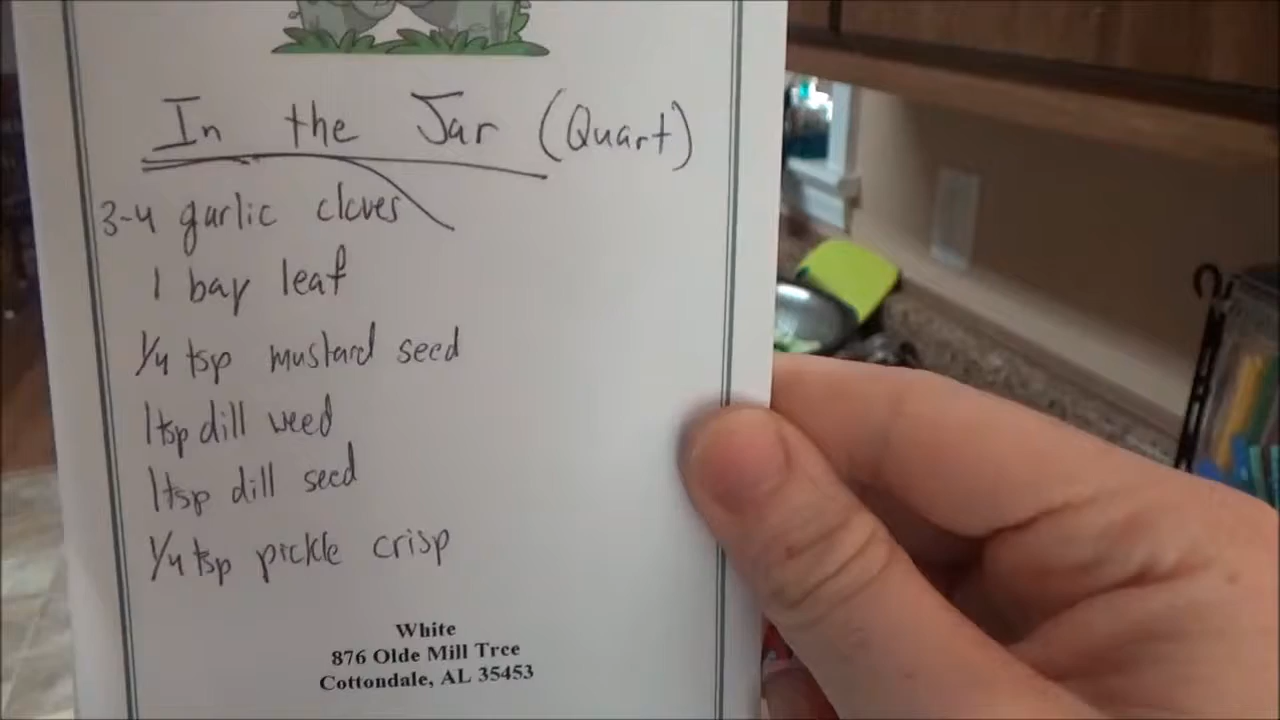 In the Jar (Quart)
3-4 garlic cloves
1 bay leaf
1/4 tsp mustard seed
1tsp dill weed
1tsp dill seed
1/4 tsp pickle crisp
White
876 Olde Mill Trce
Cottondale, AL 35453